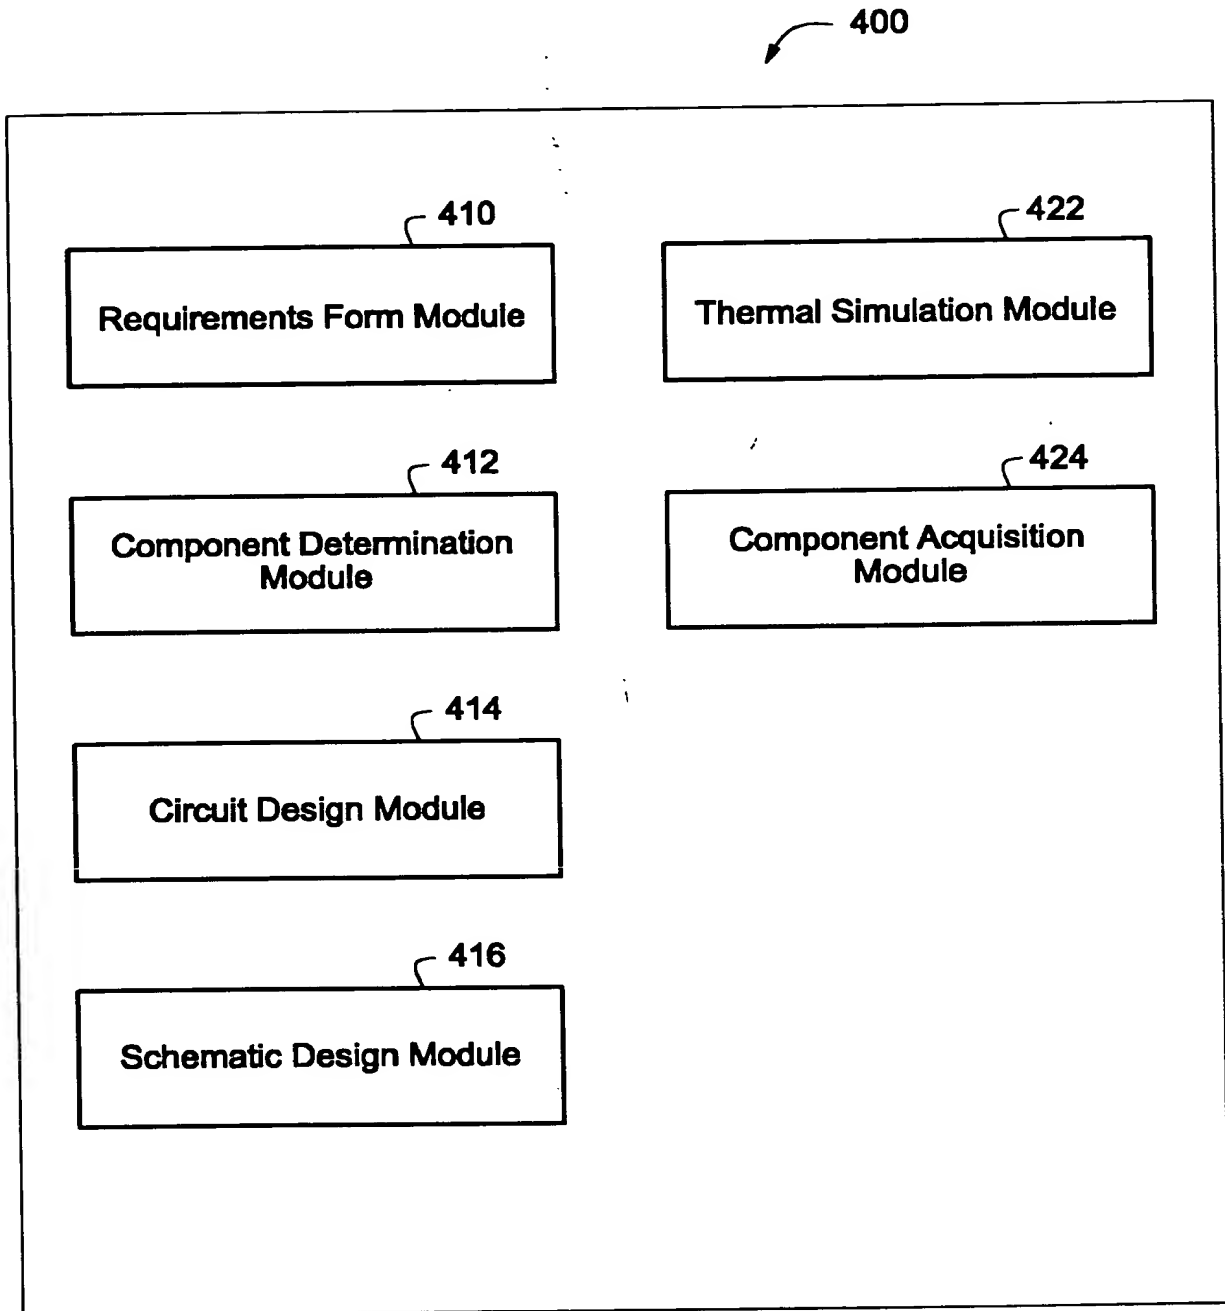 400
410
Requirements Form Module
422
Thermal Simulation Module
412
Component Determination
Module
424
Component Acquisition
Module
414
Circuit Design Module
416
Schematic Design Module